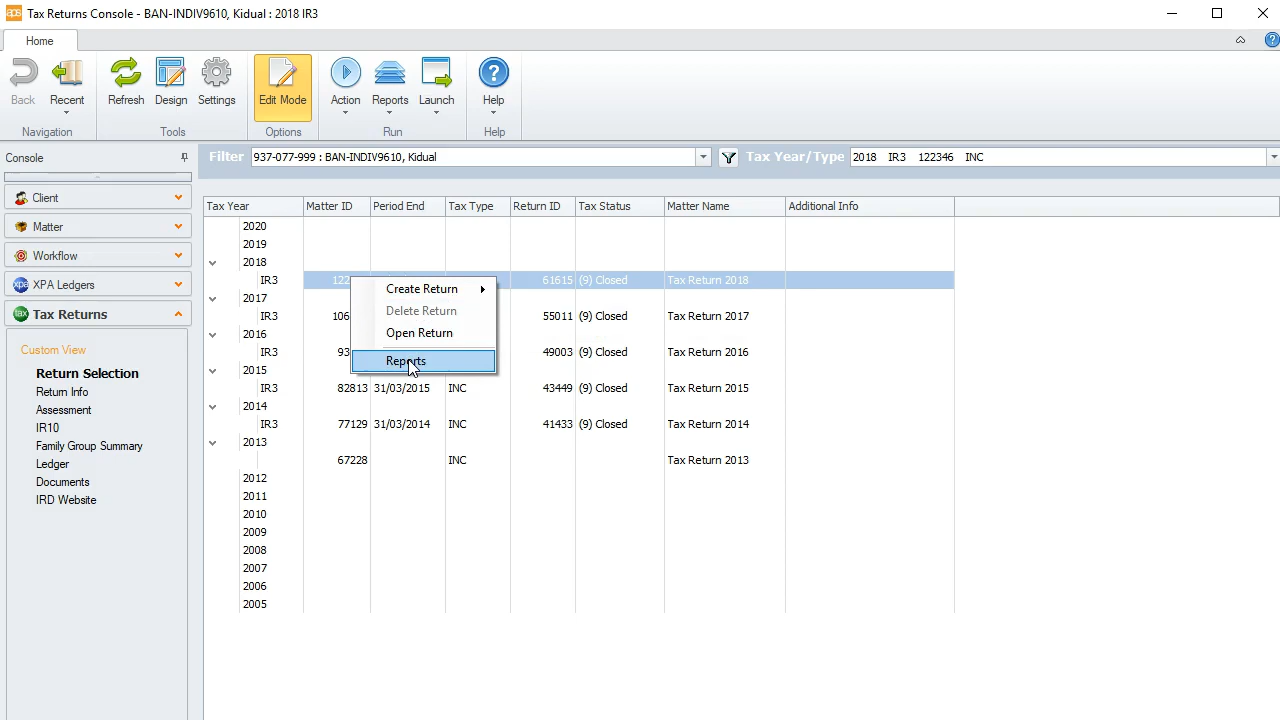 aps Tax Returns Console - BAN-INDIV9610, Kidual : 2018 IR3
Home
Back Recent Refresh Design Settings Edit Mode Action Reports Launch Help
Navigation Tools Options Run Help
Console Filter 937-077-999 : BAN-INDIV9610, Kidual Tax Year/Type 2018 IR3 122346 INC
Client
Matter
Workflow
xpa XPA Ledgers
tax Tax Returns
Custom View
Return Selection
Return Info
Assessment
IR10
Family Group Summary
Ledger
Documents
IRD Website
Tax Year Matter ID Period End Tax Type Return ID Tax Status Matter Name Additional Info
2020
2019
2018
IR3 61615 (9) Closed Tax Return 2018
2017
IR3 55011 (9) Closed Tax Return 2017
2016
IR3 49003 (9) Closed Tax Return 2016
2015
IR3 82813 31/03/2015 INC 43449 (9) Closed Tax Return 2015
2014
IR3 77129 31/03/2014 INC 41433 (9) Closed Tax Return 2014
2013
67228 INC Tax Return 2013
2012
2011
2010
2009
2008
2007
2006
2005
Create Return
Delete Return
Open Return
Reports